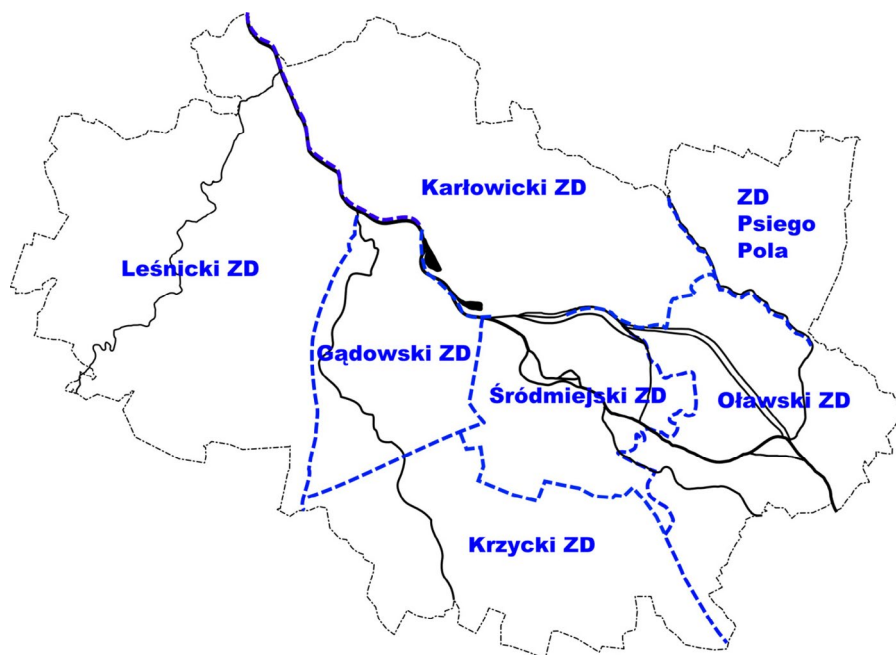 Karłowicki ZD
ZD
Psiego
Pola
Leśnicki ZD
Gądowski ZD
Śródmiejski ZD
Oławski ZD
Krzycki ZD